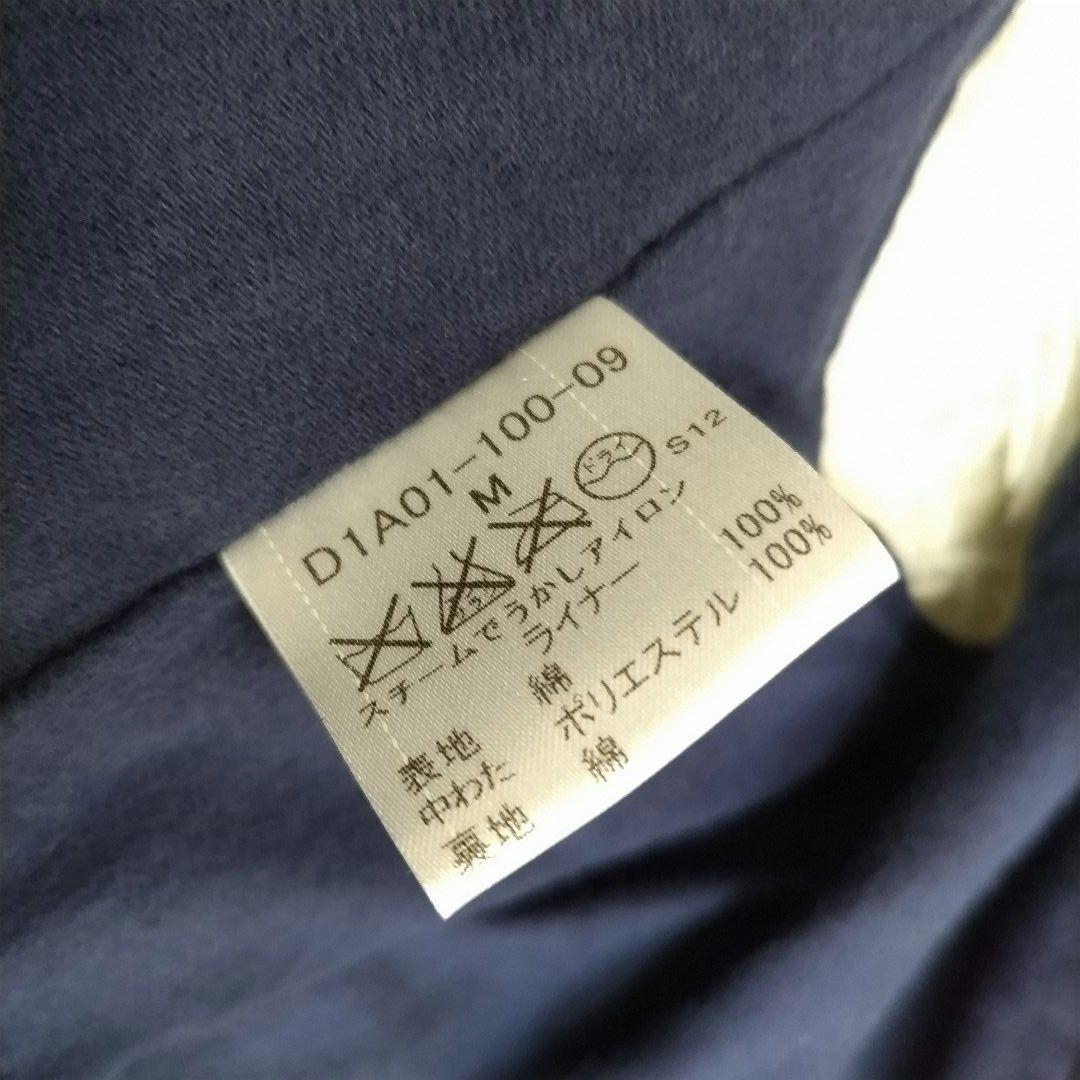 D1A01-100-09
M
ドライ
S12
スチームでうかしアイロン
ライナー
表地 綿 100%
中わた ポリエステル 100%
裏地 綿